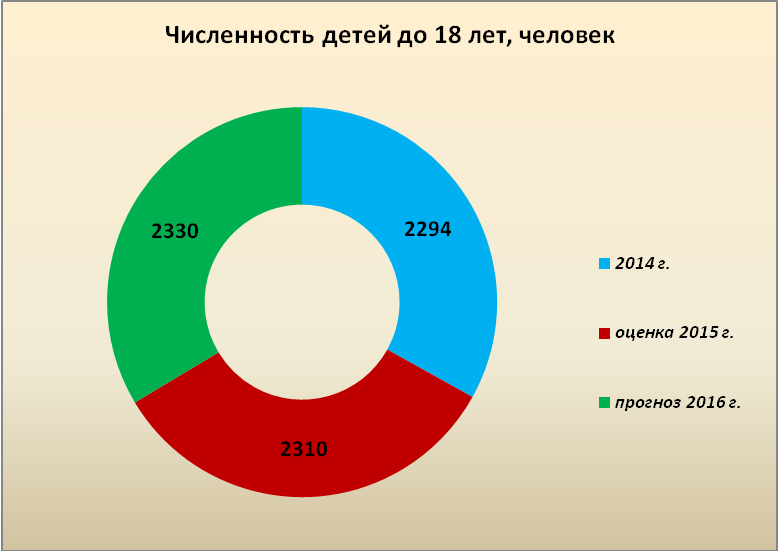 Численность детей до 18 лет, человек
2330
2294
2310
2014 г.
оценка 2015 г.
прогноз 2016 г.